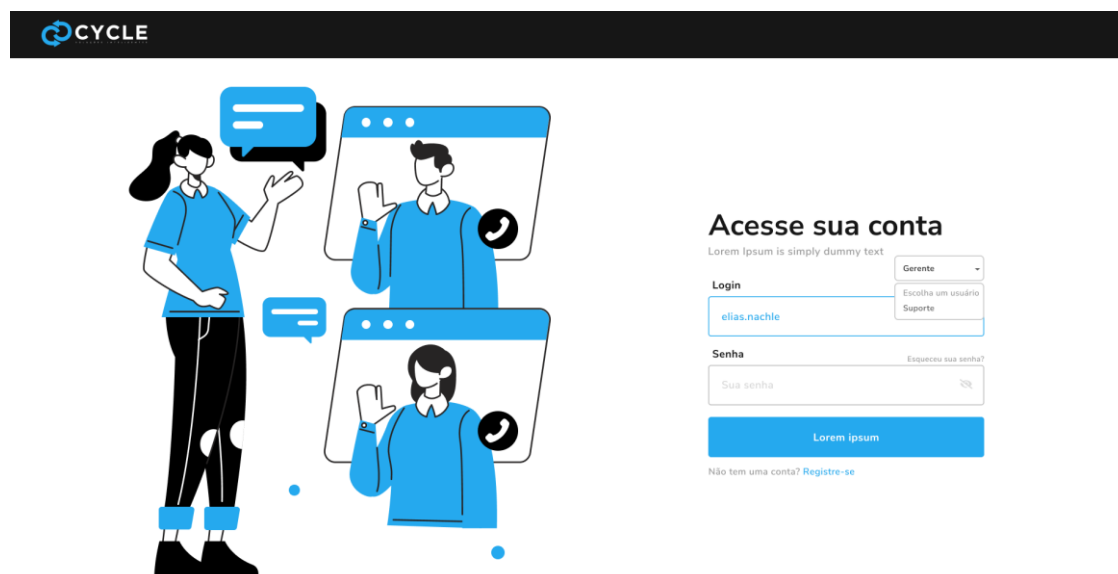 CYCLE
Acesse sua conta
Lorem Ipsum is simply dummy text
Gerente
Login
Escolha um usuário
Suporte
elias.nachle
Senha
Esqueceu sua senha?
Sua senha
Lorem ipsum
Não tem uma conta? Registre-se